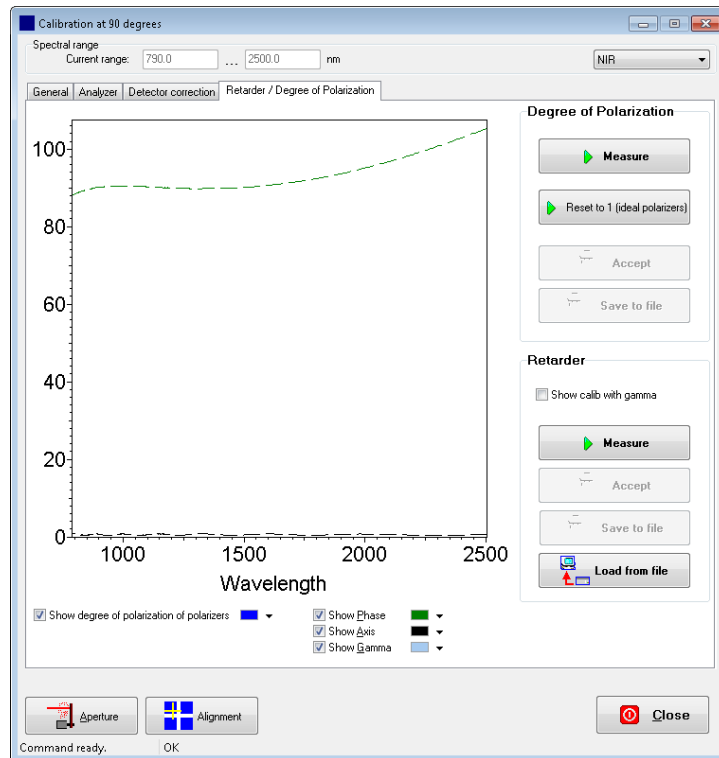 Calibration at 90 degrees
Spectral range
Current range: 790.0 ... 2500.0 nm NIR
General Analyzer Detector correction Retarder / Degree of Polarization
Degree of Polarization
Measure
Reset to 1 (ideal polarizers)
Accept
Save to file
Retarder
Show calib with gamma
Measure
Accept
Save to file
Load from file
100
80
60
40
20
0
1000 1500 2000 2500
Wavelength
Show degree of polarization of polarizers
Show Phase
Show Axis
Show Gamma
Aperture
Alignment
Close
Command ready. OK